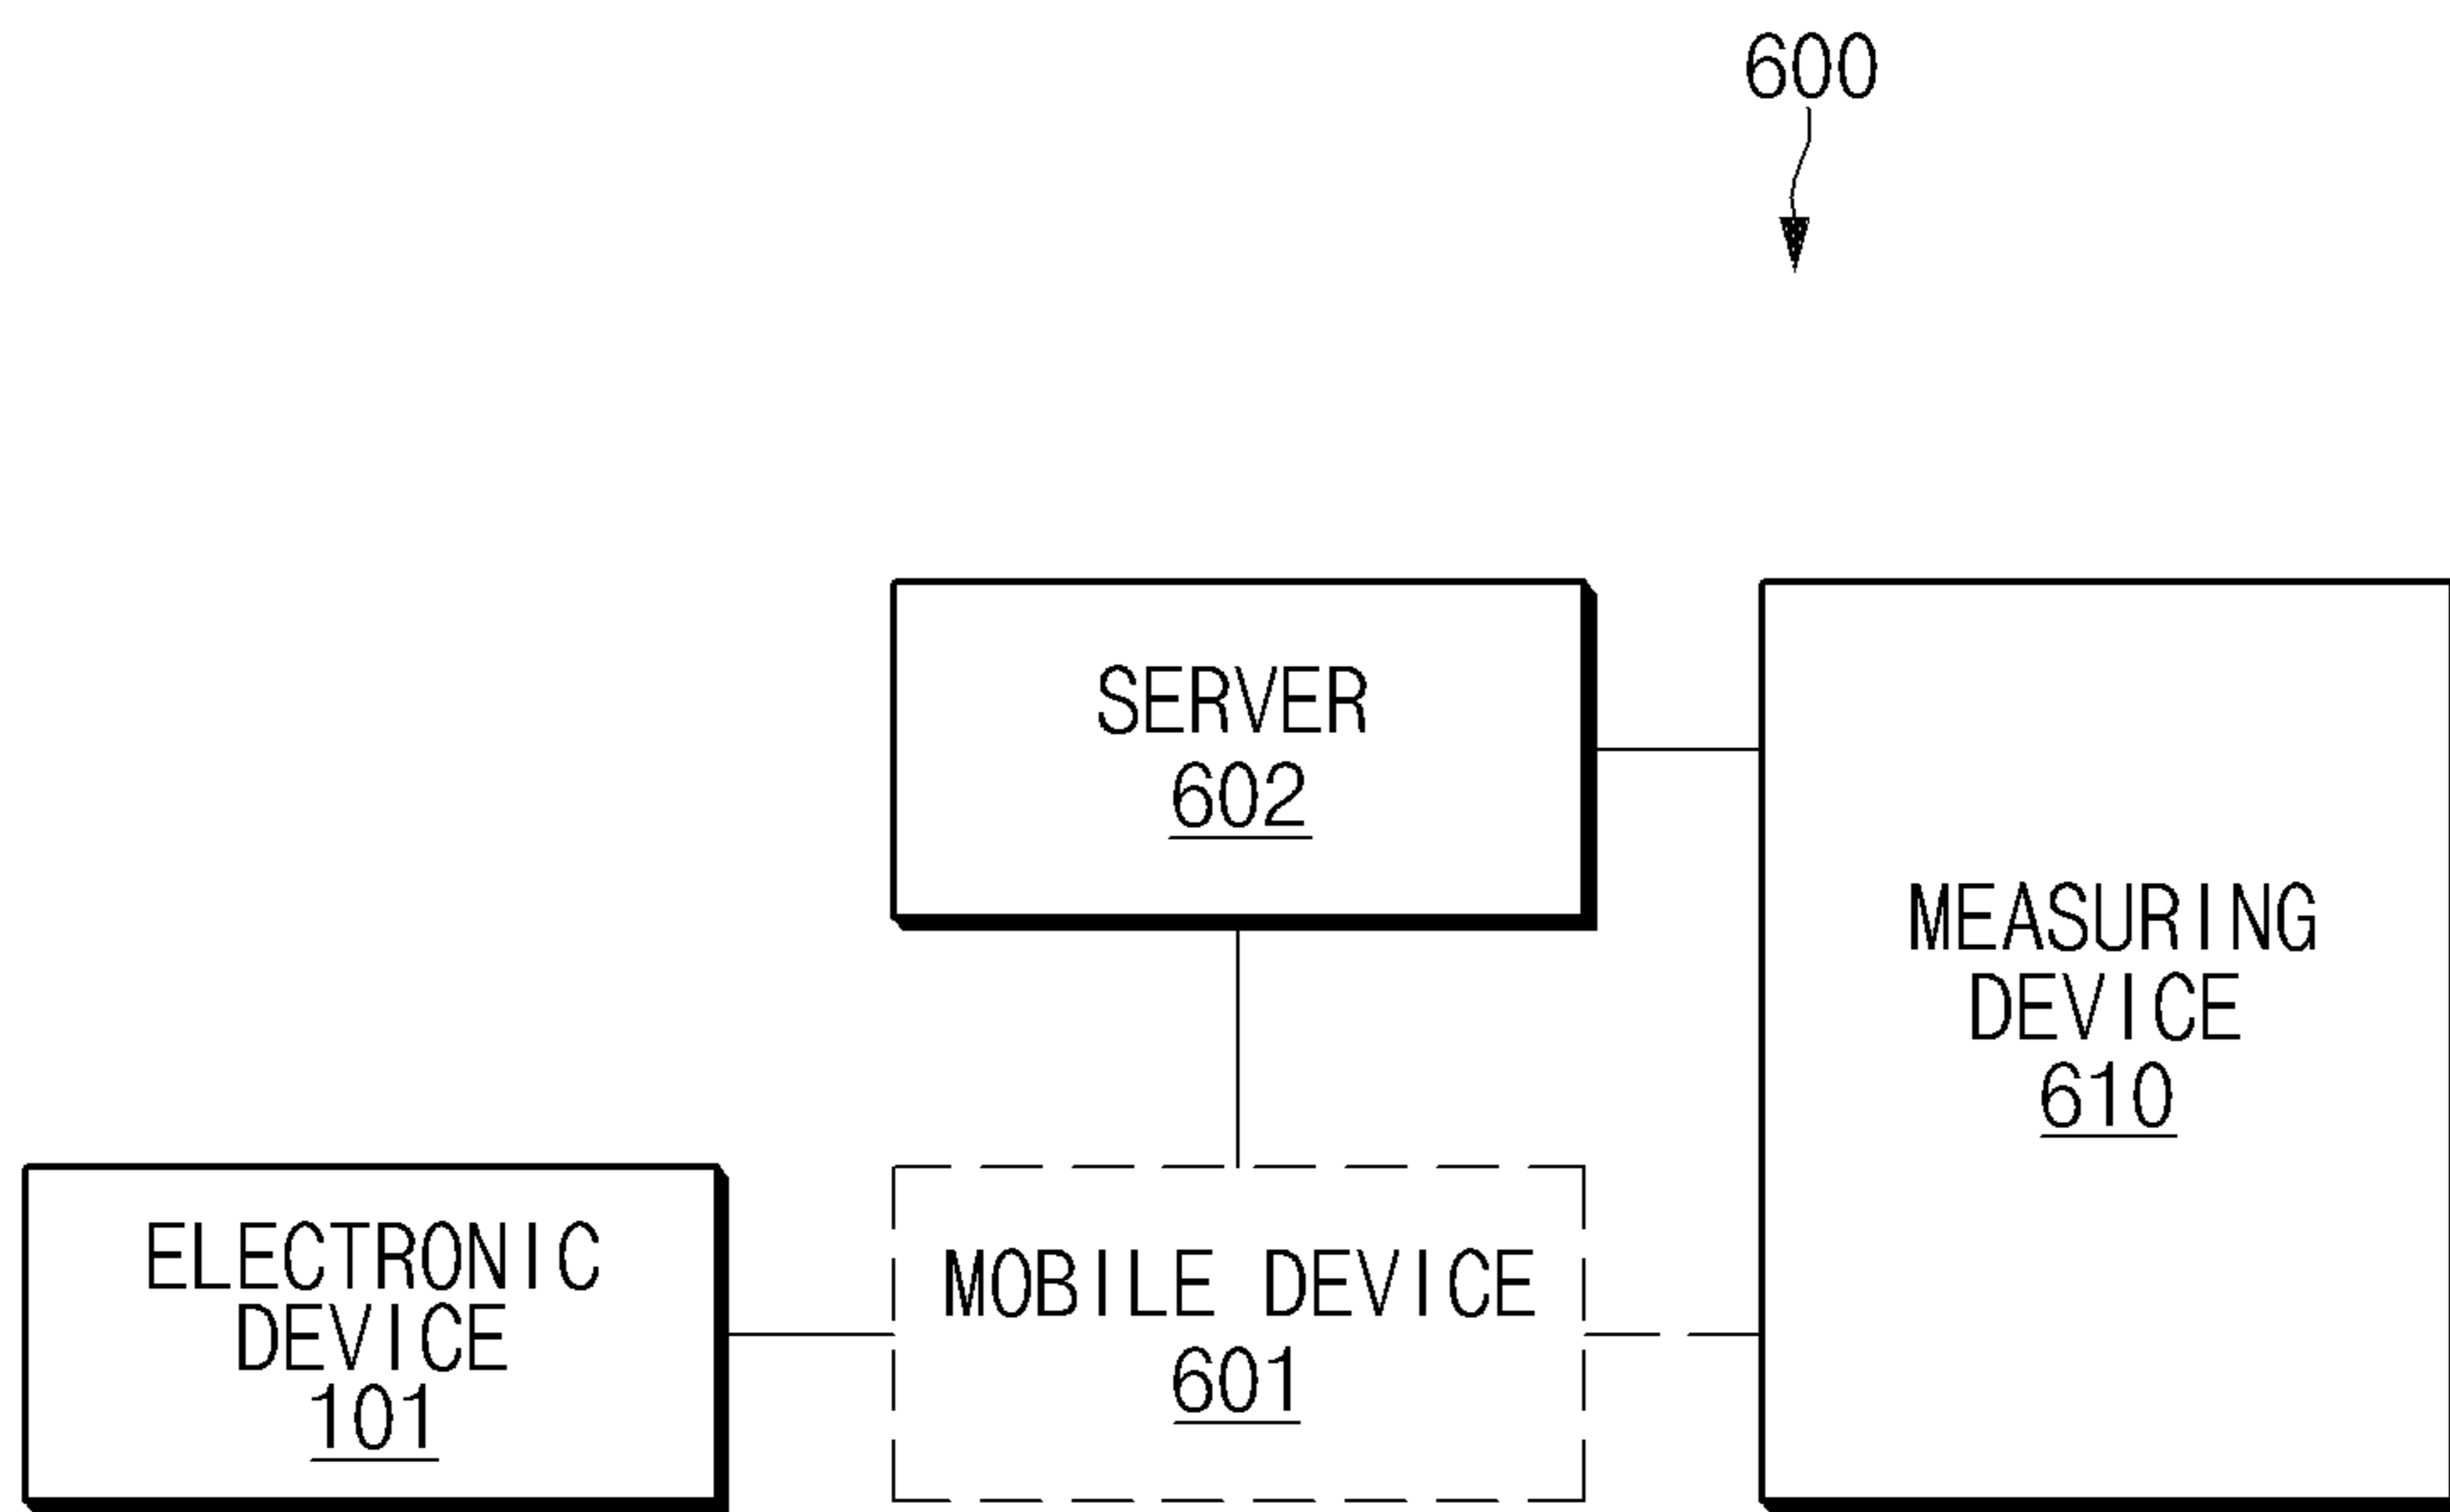 600
SERVER
602
MEASURING
DEVICE
610
ELECTRONIC
DEVICE
101
MOBILE DEVICE
601